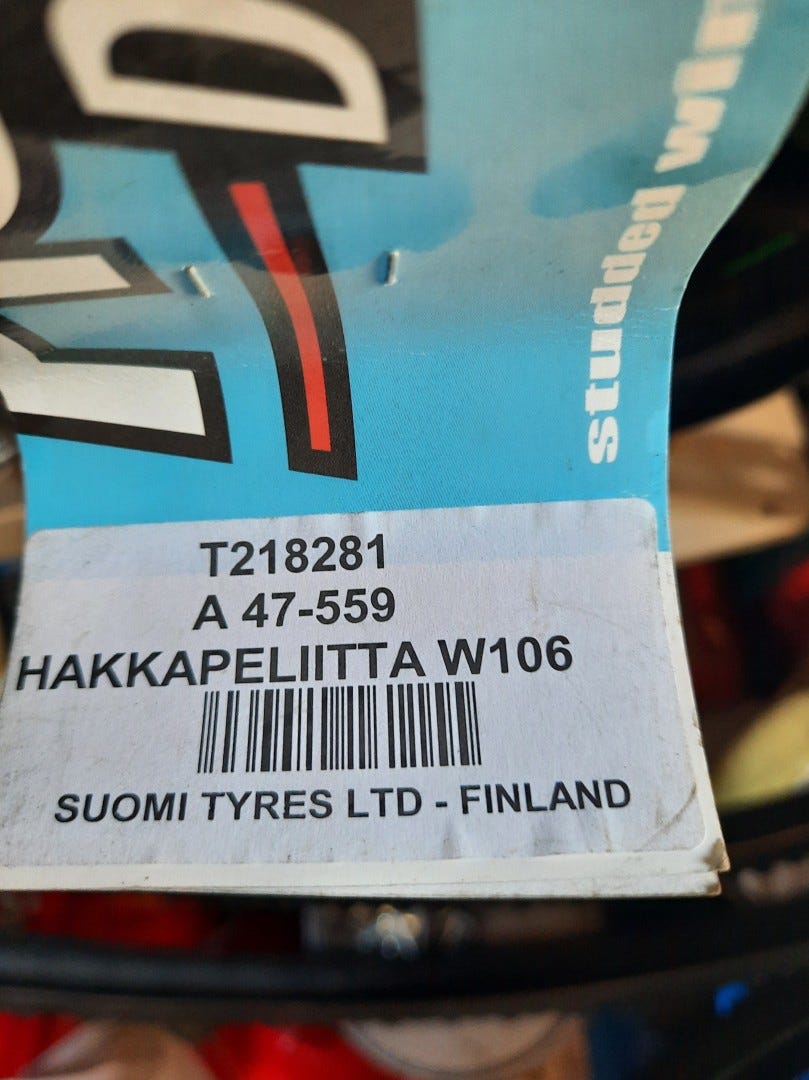 studded
T218281
A 47-559
HAKKAPELIITTA W106
SUOMI TYRES LTD - FINLAND